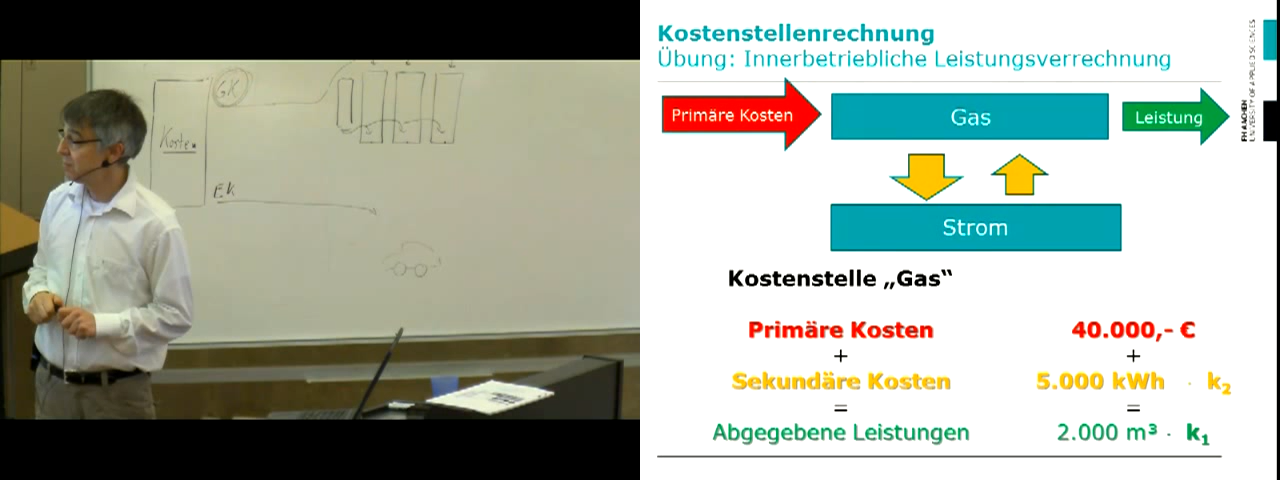 GK
Kosten
EK
Kostenstellenrechnung
Übung: Innerbetriebliche Leistungsverrechnung
Primäre Kosten
Gas
Leistung
Strom
FH AACHEN
UNIVERSITY OF APPLIED SCIENCES
Kostenstelle „Gas“
Primäre Kosten 40.000,- €
+ +
Sekundäre Kosten 5.000 kWh · k₂
= =
Abgegebene Leistungen 2.000 m³ · k₁